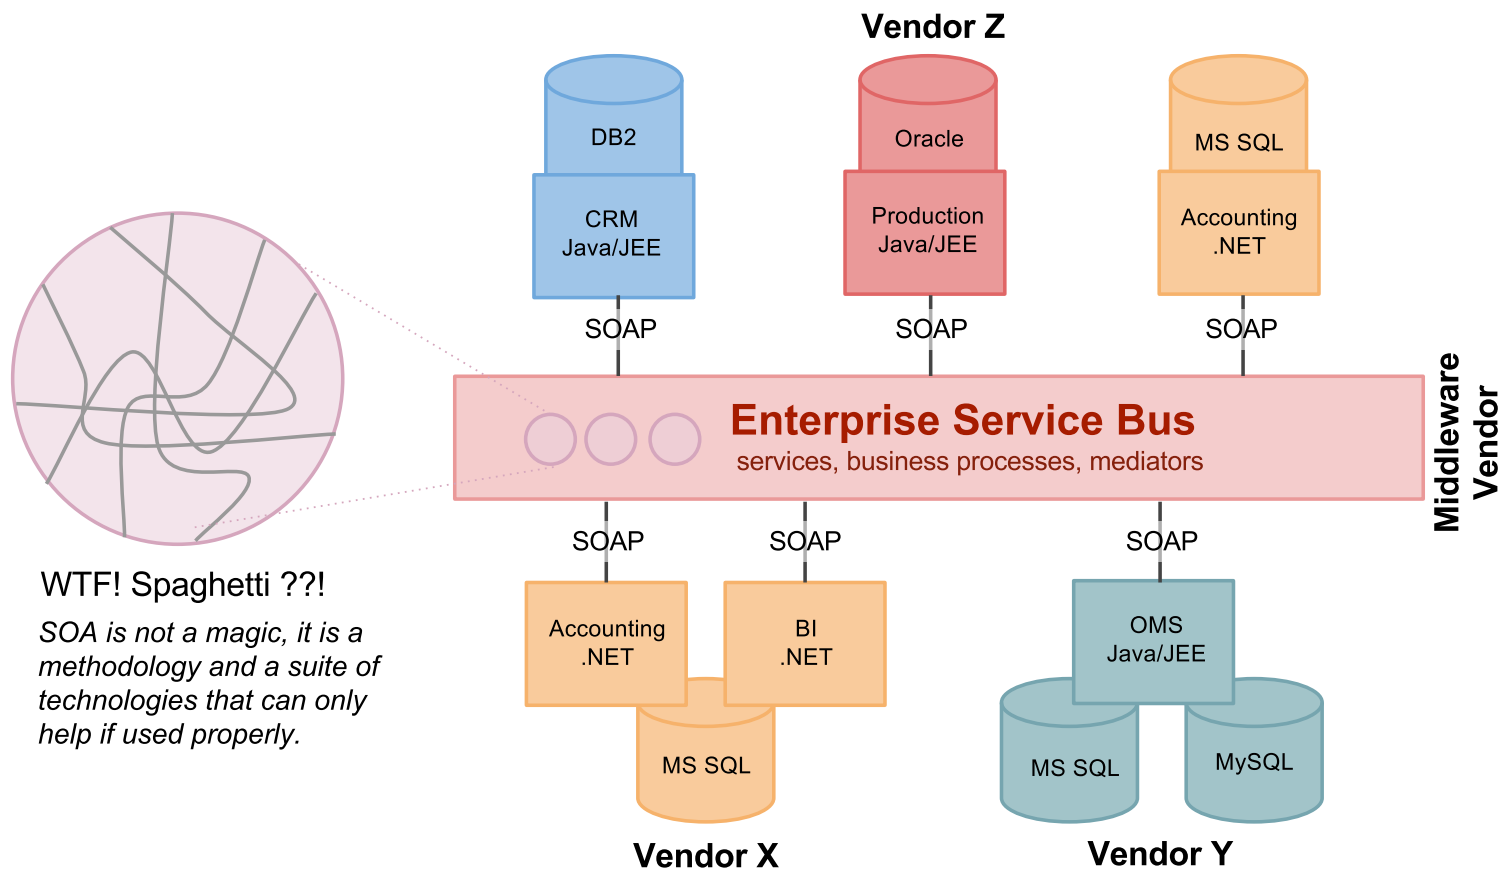 Vendor Z
DB2
CRM
Java/JEE
SOAP
Oracle
Production
Java/JEE
SOAP
MS SQL
Accounting
.NET
SOAP
Enterprise Service Bus
services, business processes, mediators
Middleware
Vendor
WTF! Spaghetti ??!
SOA is not a magic, it is a
methodology and a suite of
technologies that can only
help if used properly.
SOAP
Accounting
.NET
SOAP
BI
.NET
MS SQL
Vendor X
SOAP
OMS
Java/JEE
MS SQL
MySQL
Vendor Y